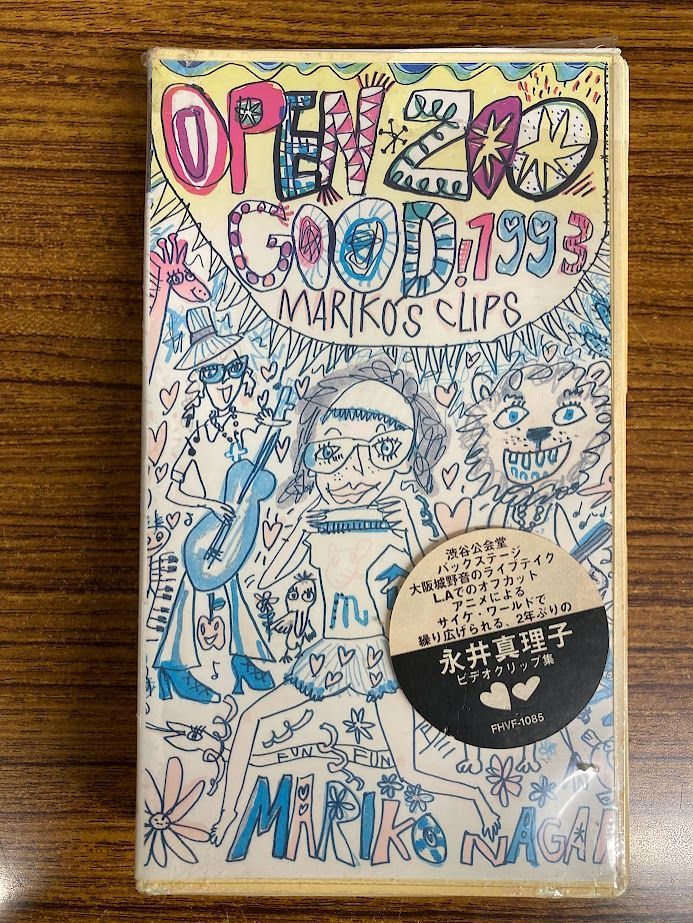 OPEN ZOO
GOOD! 1993
MARIKO'S CLIPS
渋谷公会堂
バックステージ
大阪城野音のライブテイク
L.Aでのオフカット
アニメによる
サイケ・ワールドで
繰り広げられる、2年ぶりの
永井真理子
ビデオクリップ集
FHVF-1085
m
FUN FUN
MARIKO NAGAI